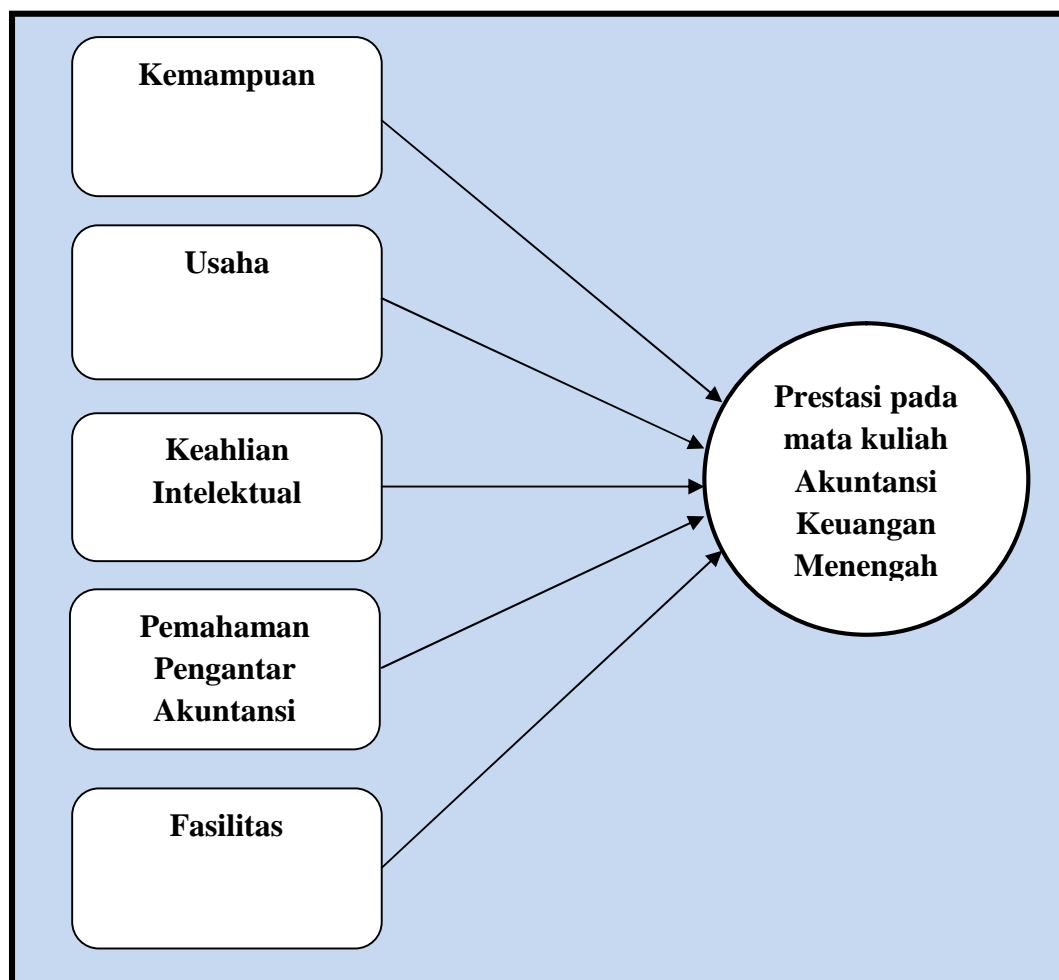 Kemampuan
Usaha
Keahlian
Intelektual
Pemahaman
Pengantar
Akuntansi
Fasilitas
Prestasi pada
mata kuliah
Akuntansi
Keuangan
Menengah